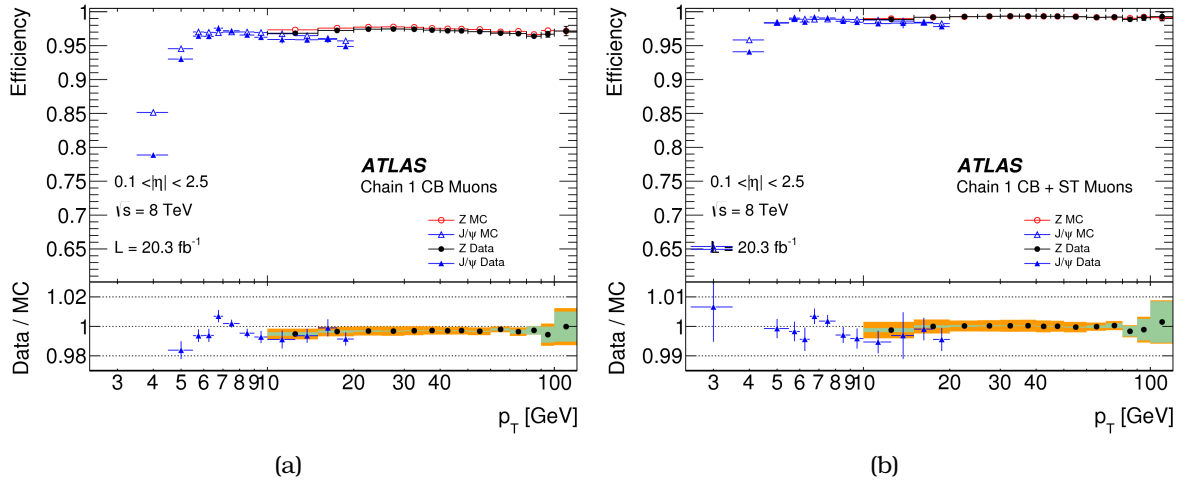 Efficiency
1
0.95
0.9
0.85
0.8
0.75
0.7
0.65
ATLAS
Chain 1 CB Muons
0.1 <|η| < 2.5
√s = 8 TeV
L = 20.3 fb⁻¹
Z MC
J/ψ MC
Z Data
J/ψ Data
Data / MC
1.02
1
0.98
3 4 5 6 7 8 910 20 30 40 100
p_T [GeV]
(a)
Efficiency
1
0.95
0.9
0.85
0.8
0.75
0.7
0.65
ATLAS
Chain 1 CB + ST Muons
0.1 <|η| < 2.5
√s = 8 TeV
L = 20.3 fb⁻¹
Z MC
J/ψ MC
Z Data
J/ψ Data
Data / MC
1.01
1
0.99
3 4 5 6 7 8 910 20 30 40 100
p_T [GeV]
(b)